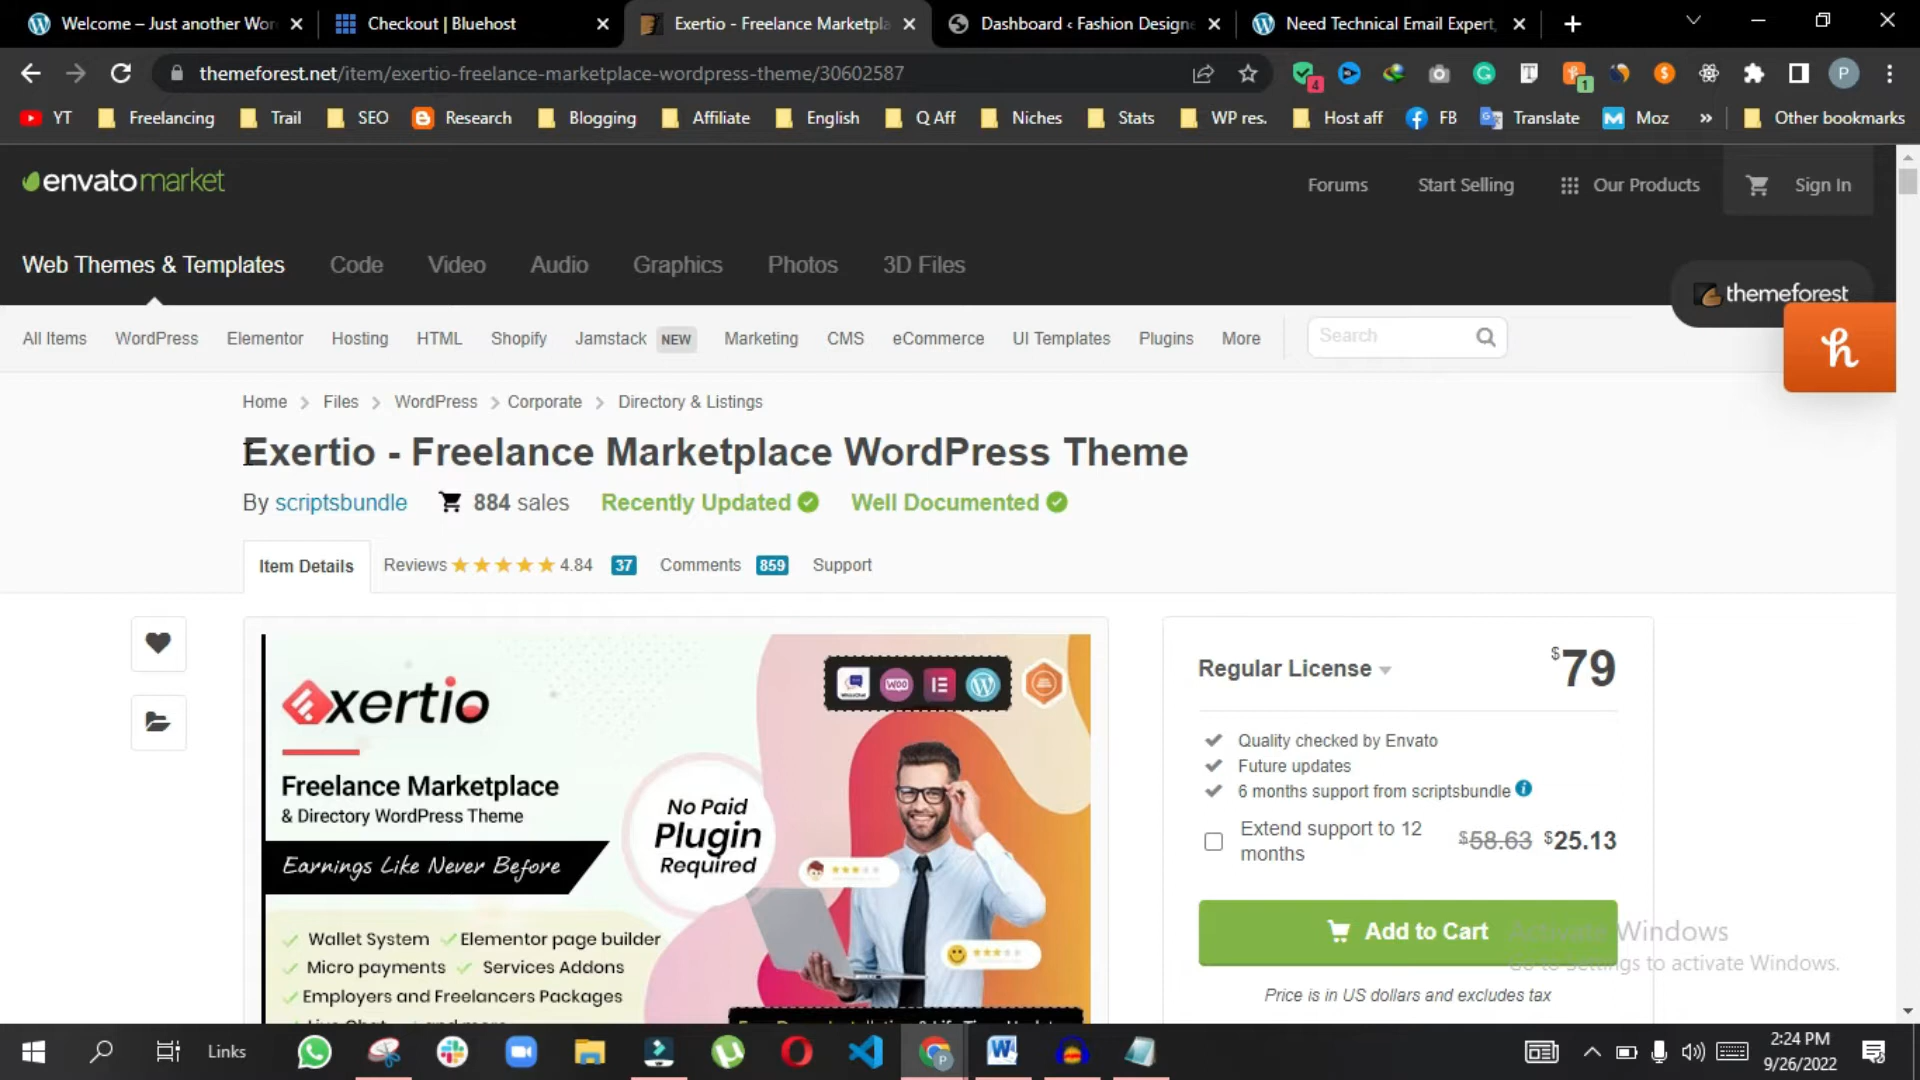 Welcome – Just another Wor
Checkout | Bluehost
Exertio - Freelance Marketpla
Dashboard ‹ Fashion Designe
Need Technical Email Expert,
themeforest.net/item/exertio-freelance-marketplace-wordpress-theme/30602587
4
1
P
YT
Freelancing
Trail
SEO
Research
Blogging
Affiliate
English
Q Aff
Niches
Stats
WP res.
Host aff
FB
Translate
Moz
»
Other bookmarks
envatomarket
Forums
Start Selling
Our Products
Sign In
Web Themes & Templates
Code
Video
Audio
Graphics
Photos
3D Files
themeforest
All Items
WordPress
Elementor
Hosting
HTML
Shopify
Jamstack NEW
Marketing
CMS
eCommerce
UI Templates
Plugins
More
Search
h
Home > Files > WordPress > Corporate > Directory & Listings
Exertio - Freelance Marketplace WordPress Theme
By scriptsbundle 884 sales Recently Updated Well Documented
Item Details
Reviews 4.84 37
Comments 859
Support
exertio
WOO
Freelance Marketplace
& Directory WordPress Theme
Earnings Like Never Before
No Paid
Plugin
Required
Wallet System Elementor page builder
Micro payments Services Addons
Employers and Freelancers Packages
Regular License
$79
Quality checked by Envato
Future updates
6 months support from scriptsbundle
Extend support to 12
months
$58.63 $25.13
Add to Cart
Activate Windows
Go to Settings to activate Windows.
Price is in US dollars and excludes tax
Links
2:24 PM
9/26/2022